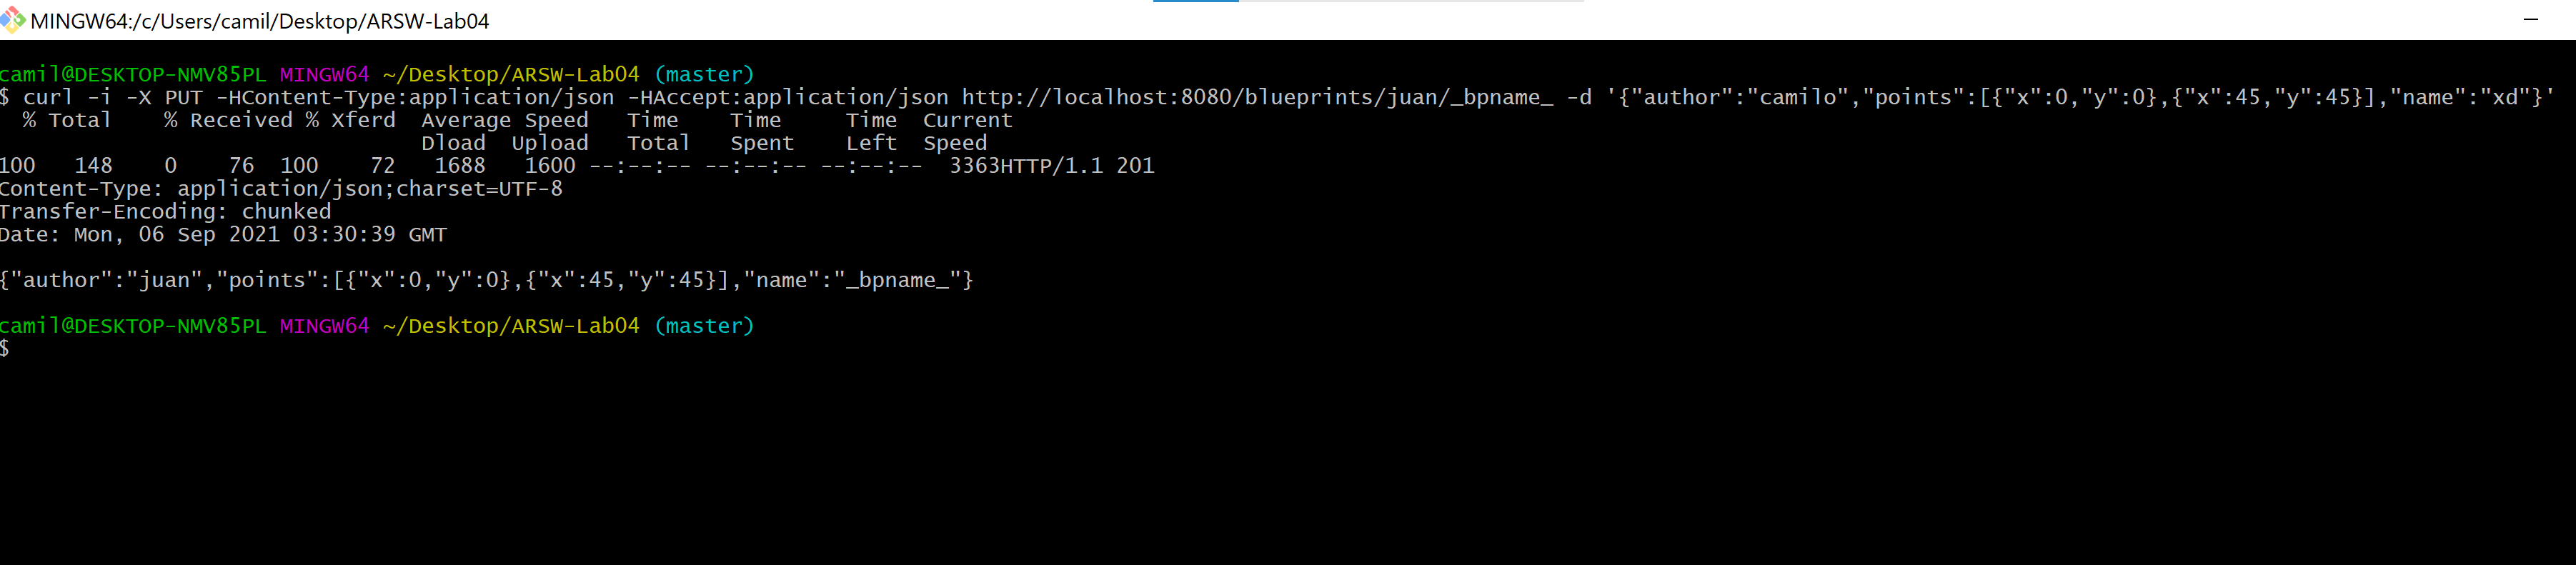 MINGW64:/c/Users/camil/Desktop/ARSW-Lab04
camil@DESKTOP-NMV85PL MINGW64 ~/Desktop/ARSW-Lab04 (master)
$ curl -i -X PUT -HContent-Type:application/json -HAccept:application/json http://localhost:8080/blueprints/juan/_bpname_ -d '{"author":"camilo","points":[{"x":0,"y":0},{"x":45,"y":45}],"name":"xd"}'
  % Total    % Received % Xferd  Average Speed   Time    Time     Time  Current
                                 Dload  Upload   Total   Spent    Left  Speed
100   148    0    76  100    72   1688   1600 --:--:-- --:--:-- --:--:--  3363HTTP/1.1 201
Content-Type: application/json;charset=UTF-8
Transfer-Encoding: chunked
Date: Mon, 06 Sep 2021 03:30:39 GMT
{"author":"juan","points":[{"x":0,"y":0},{"x":45,"y":45}],"name":"_bpname_"}
camil@DESKTOP-NMV85PL MINGW64 ~/Desktop/ARSW-Lab04 (master)
$